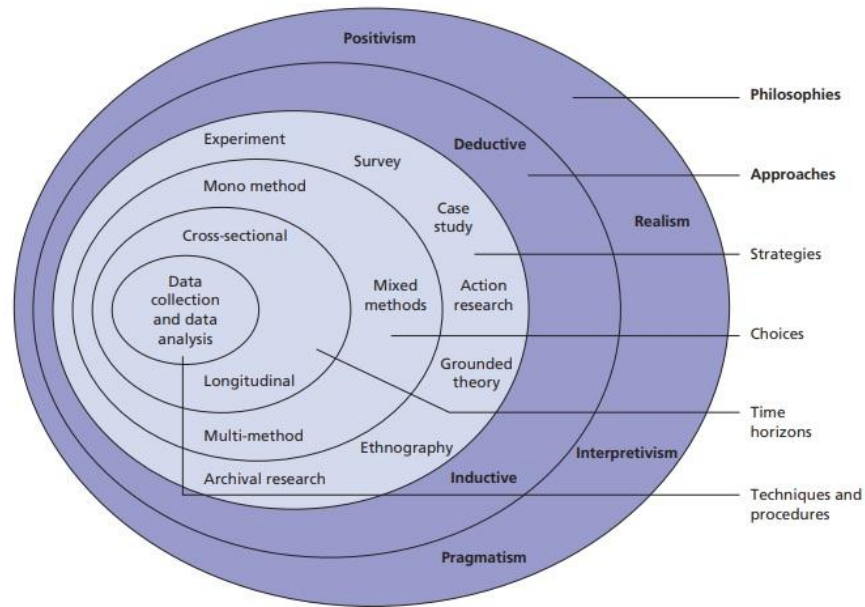 Positivism
Philosophies
Experiment
Deductive
Survey
Approaches
Mono method
Case
study
Realism
Cross-sectional
Strategies
Data
collection
and data
analysis
Mixed
methods
Action
research
Choices
Longitudinal
Grounded
theory
Time
horizons
Multi-method
Ethnography
Interpretivism
Archival research
Inductive
Techniques and
procedures
Pragmatism